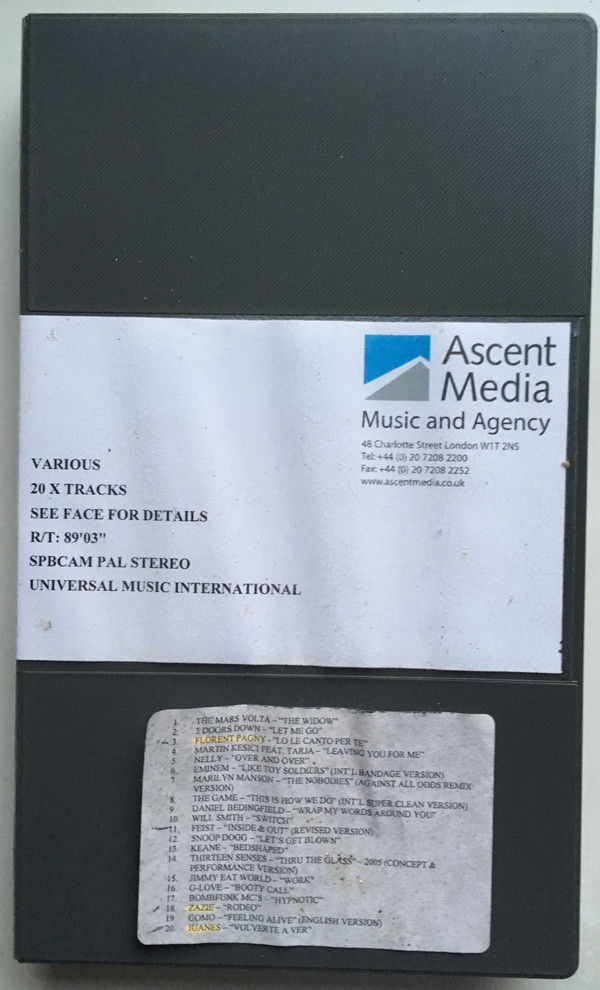 Ascent
Media
Music and Agency
48 Charlotte Street London W1T 2NS
Tel: +44 (0) 20 7208 2200
Fax: +44 (0) 20 7208 2252
www.ascentmedia.co.uk
VARIOUS
20 X TRACKS
SEE FACE FOR DETAILS
R/T: 89'03"
SPBCAM PAL STEREO
UNIVERSAL MUSIC INTERNATIONAL
1. THE MARS VOLTA – "THE WIDOW"
2. 3 DOORS DOWN – "LET ME GO"
3. FLORENT PAGNY – "LO LE CANTO PER TE"
4. MARTIN KESICI FEAT. TARJA – "LEAVING YOU FOR ME"
5. NELLY – "OVER AND OVER"
6. EMINEM – "LIKE TOY SOLDIERS" (INT'L BANDAGE VERSION)
7. MARILYN MANSON – "THE NOBODIES" (AGAINST ALL ODDS REMIX
VERSION)
8. THE GAME – "THIS IS HOW WE DO" (INT'L SUPER CLEAN VERSION)
9. DANIEL BEDINGFIELD – "WRAP MY WORDS AROUND YOU"
10. WILL SMITH – "SWITCH"
11. FEIST – "INSIDE & OUT" (REVISED VERSION)
12. SNOOP DOGG – "LET'S GET BLOWN"
13. KEANE – "BEDSHAPED"
14. THIRTEEN SENSES – "THRU THE GLASS" – 2005 (CONCEPT &
PERFORMANCE VERSION)
15. JIMMY EAT WORLD – "WORK"
16. G-LOVE – "BOOTY CALL"
17. BOMBFUNK MC'S – "HYPNOTIC"
18. ZAZIE – "RODEO"
19. GOMO – "FEELING ALIVE" (ENGLISH VERSION)
20. JUANES – "VOLVERTE A VER"